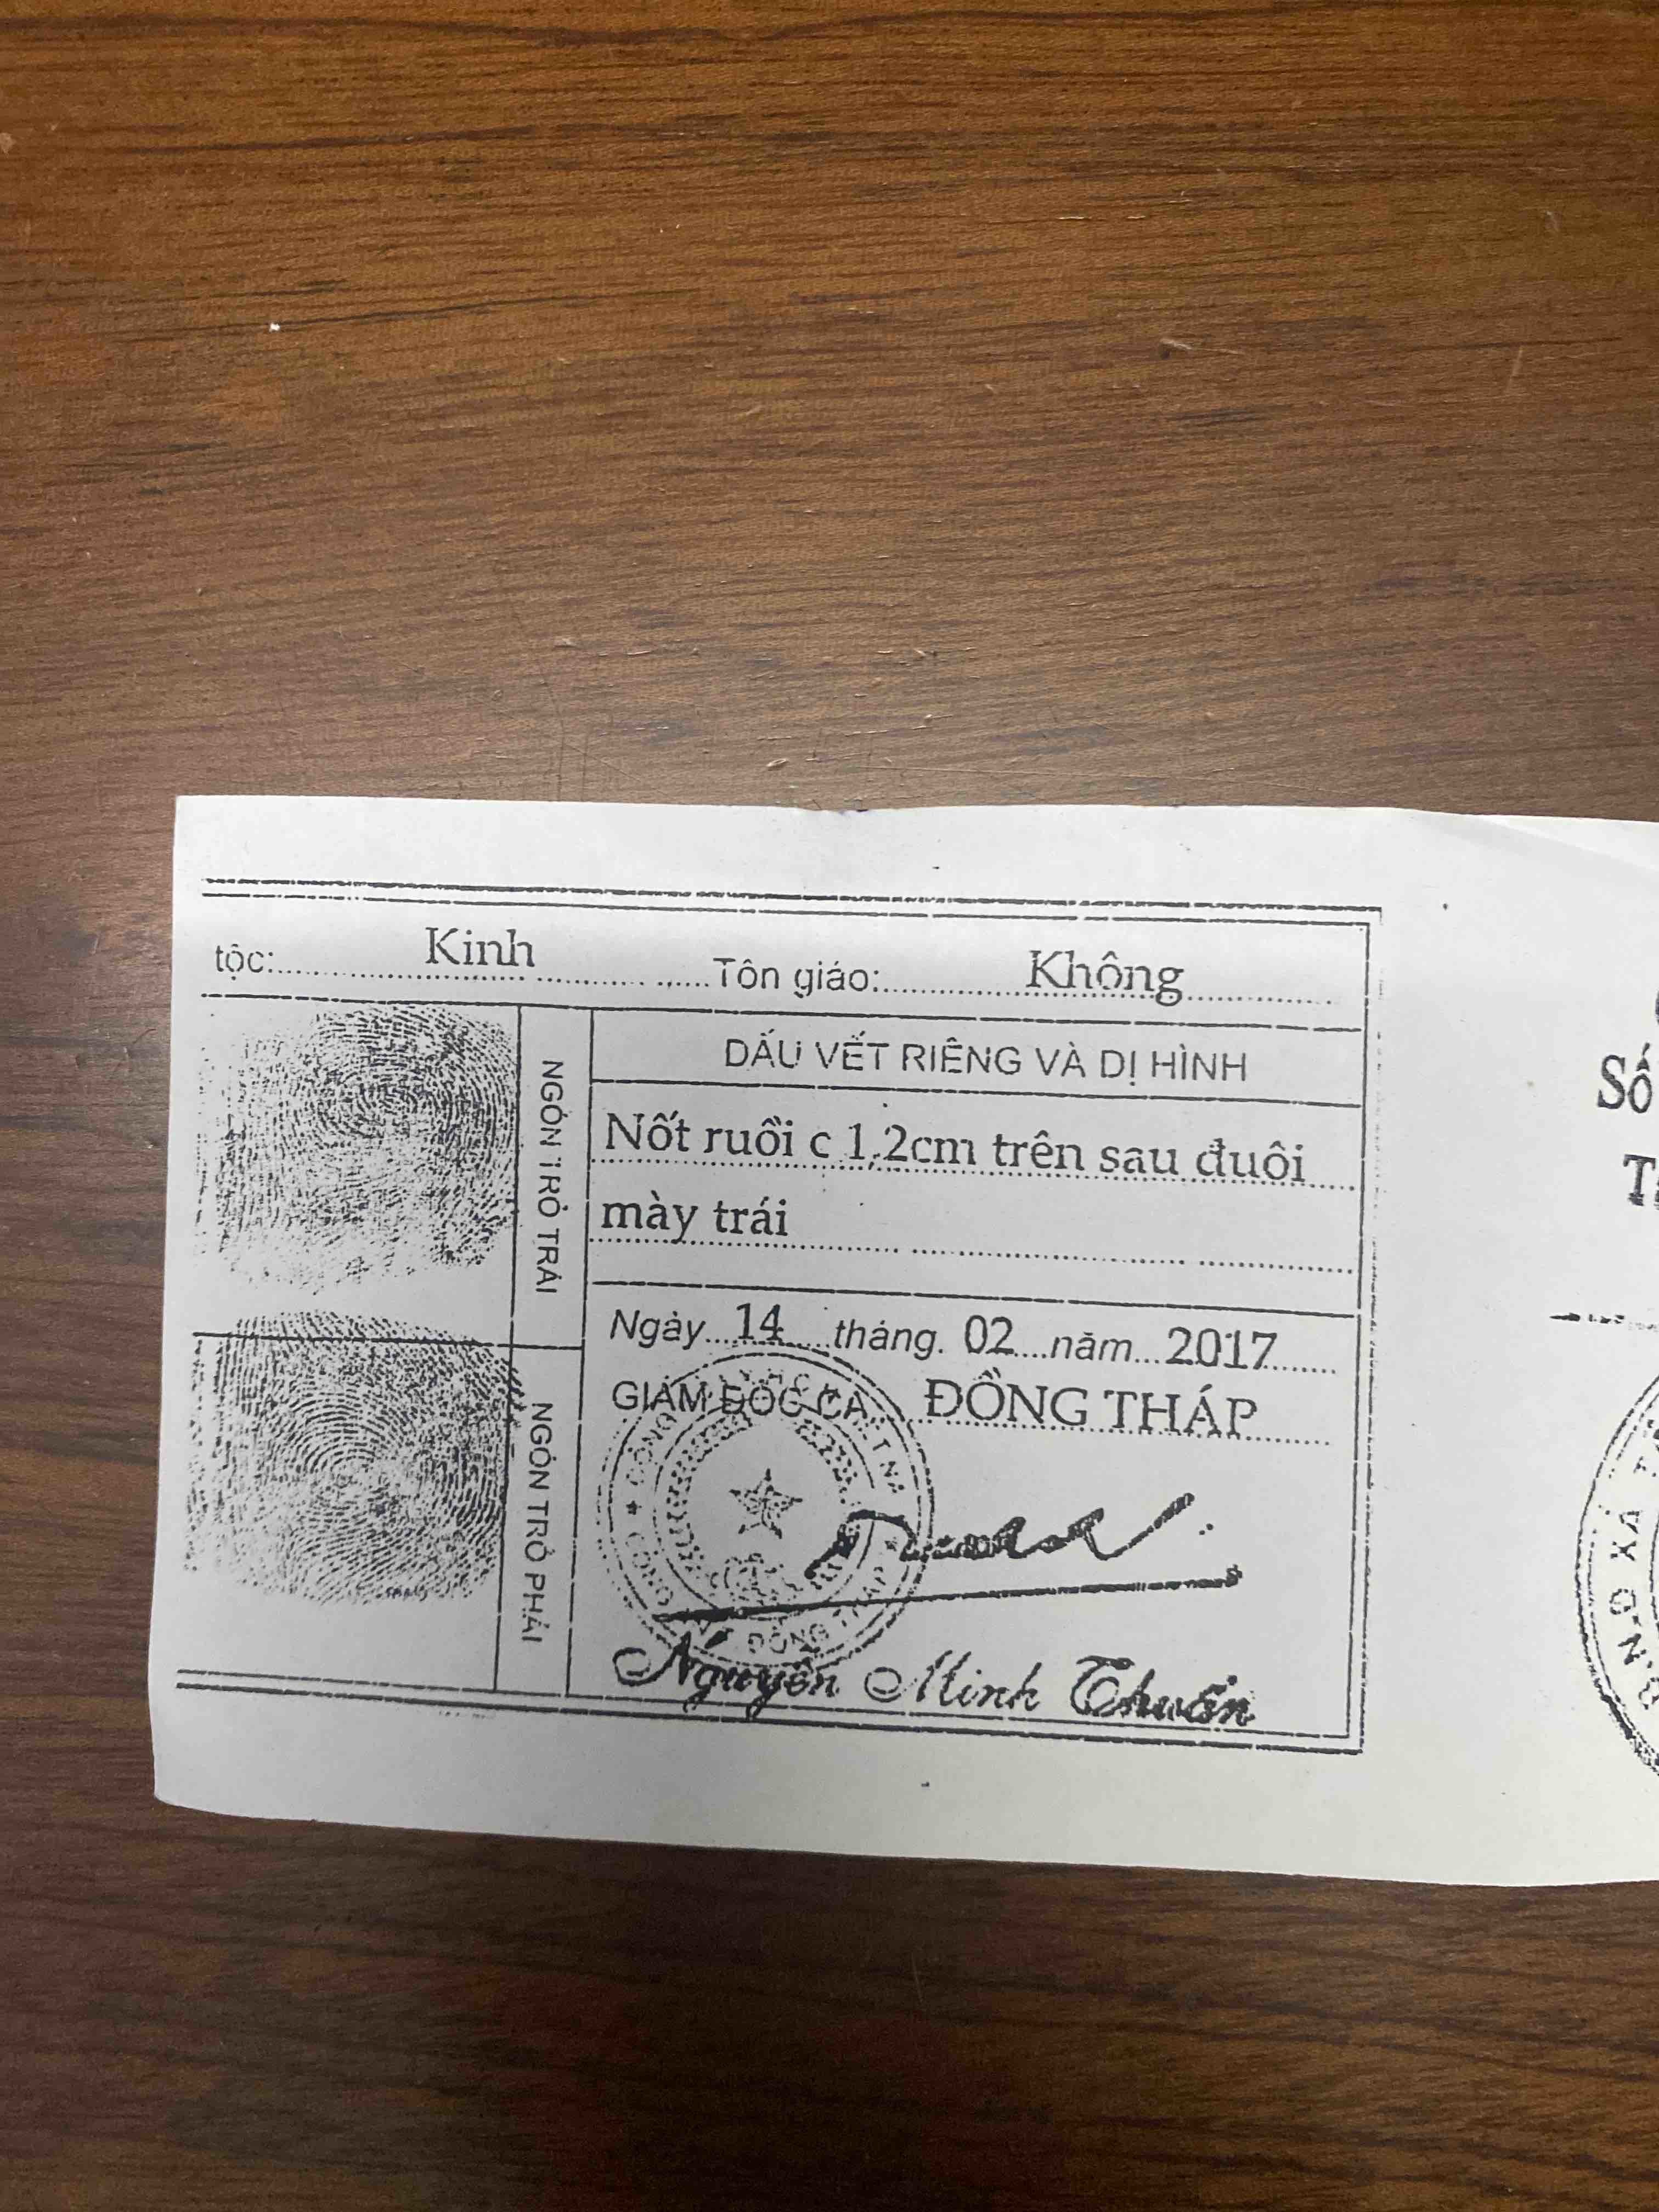 tộc: Kinh Tôn giáo: Không
NGÓN TRỎ TRÁI
DẤU VẾT RIÊNG VÀ DỊ HÌNH
Nốt ruồi c 1,2cm trên sau đuôi
mày trái
NGÓN TRỎ PHẢI
Ngày 14 tháng. 02 năm 2017
GIÁM ĐỐC CA ĐỒNG THÁP
ĐỒNG THÁP
Nguyễn Minh Thuấn
Số